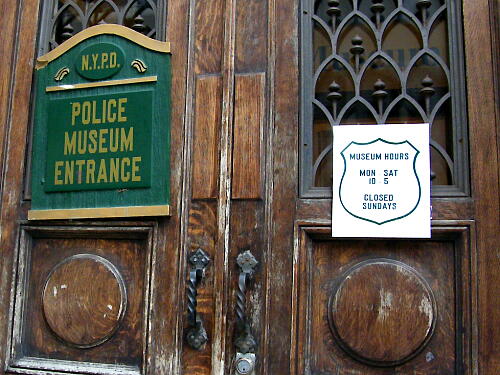 N.Y.P.D.
POLICE
MUSEUM
ENTRANCE
MUSEUM HOURS
MON SAT
10 5
CLOSED
SUNDAYS